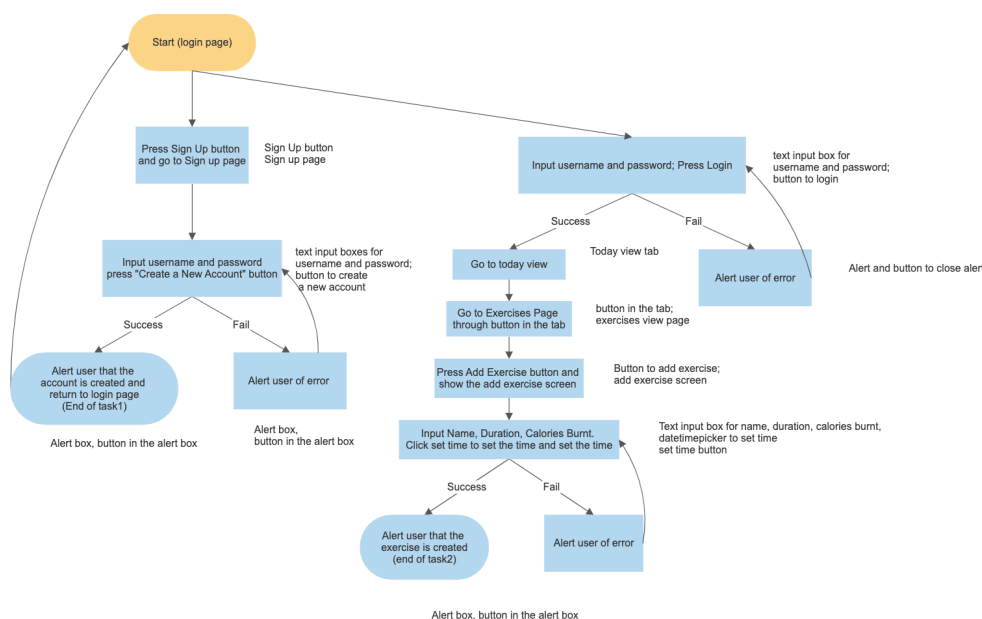 Start (login page)
Press Sign Up button
and go to Sign up page
Sign Up button
Sign up page
Input username and password; Press Login
text input box for
username and password;
button to login
Success
Fail
Input username and password
press "Create a New Account" button
text input boxes for
username and password;
button to create
a new account
Go to today view
Today view tab
Alert user of error
Alert and button to close aler
Go to Exercises Page
through button in the tab
button in the tab;
exercises view page
Success
Fail
Alert user that the
account is created and
return to login page
(End of task1)
Alert user of error
Press Add Exercise button and
show the add exercise screen
Button to add exercise;
add exercise screen
Alert box, button in the alert box
Alert box,
button in the alert box
Input Name, Duration, Calories Burnt.
Click set time to set the time and set the time
Text input box for name, duration, calories burnt,
datetimepicker to set time
set time button
Success
Fail
Alert user that the
exercise is created
(end of task2)
Alert user of error
Alert box, button in the alert box